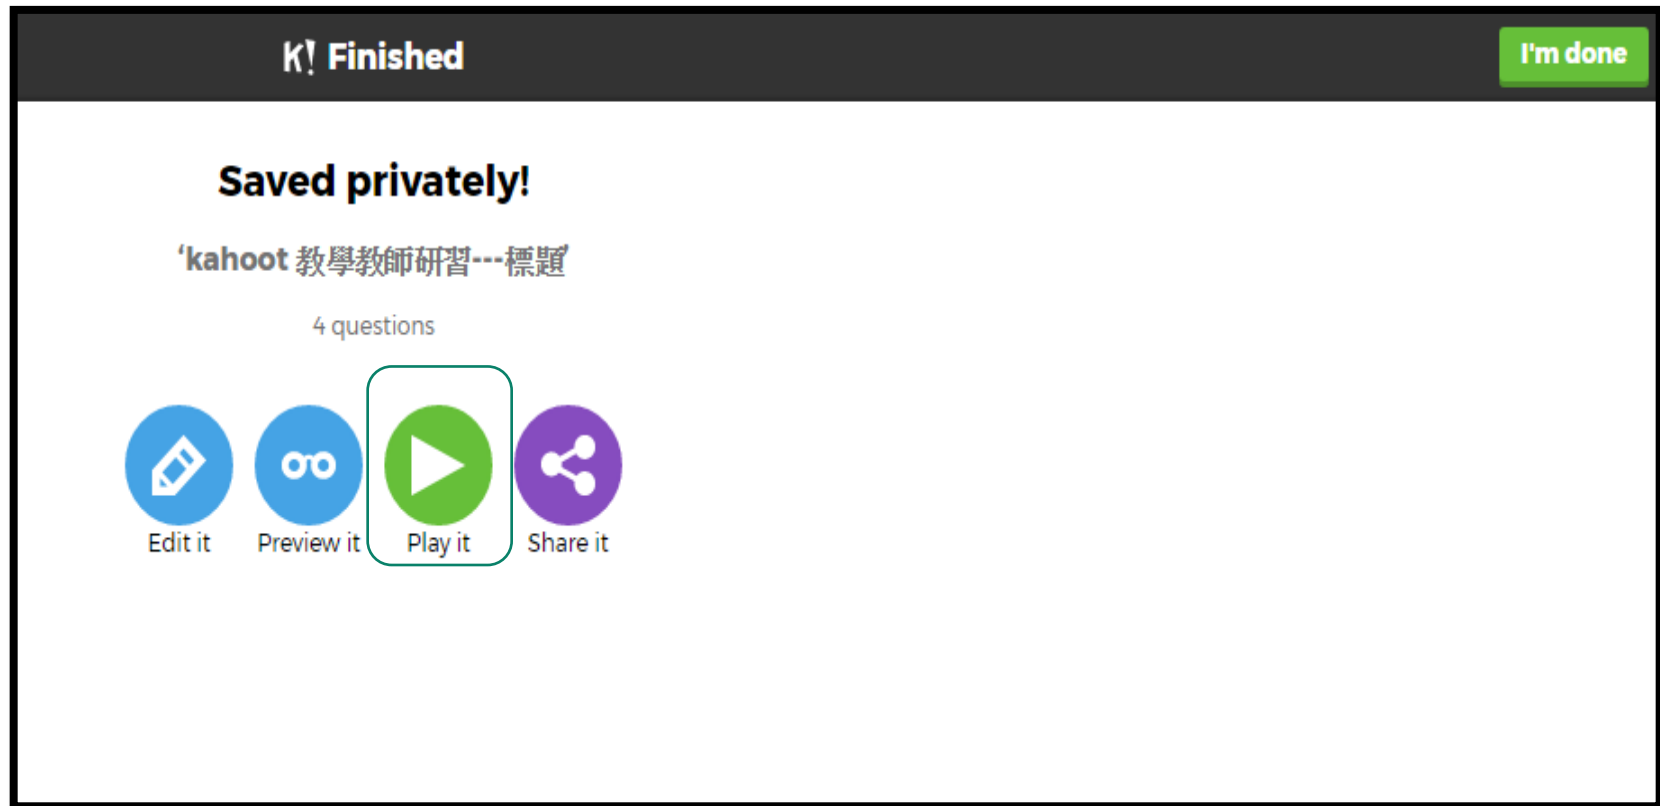 K! Finished
I'm done
Saved privately!
‘kahoot 教學教師研習---標題’
4 questions
Edit it
Preview it
Play it
Share it